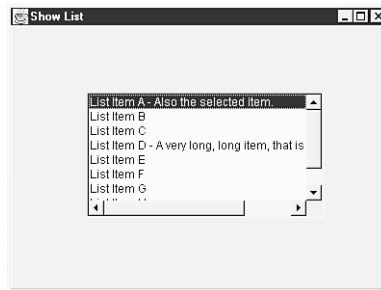 Show List
List Item A - Also the selected item.
List Item B
List Item C
List Item D - A very long, long item, that is
List Item E
List Item F
List Item G